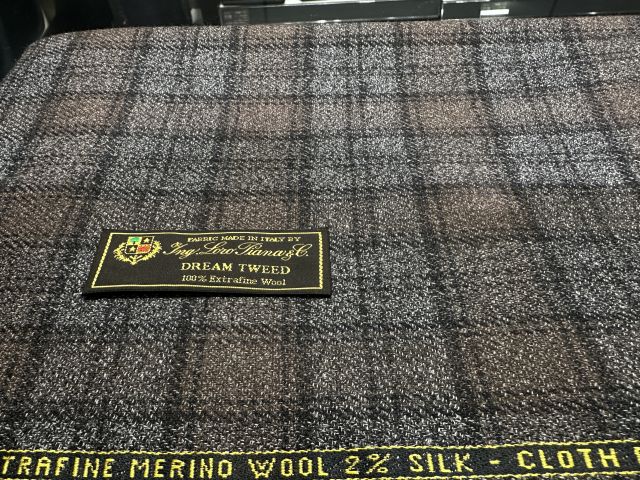 FABRIC MADE IN ITALY BY
Ing. Loro Piana & C.
DREAM TWEED
100% Extrafine Wool
TRAFINE MERINO WOOL 2% SILK - CLOTH